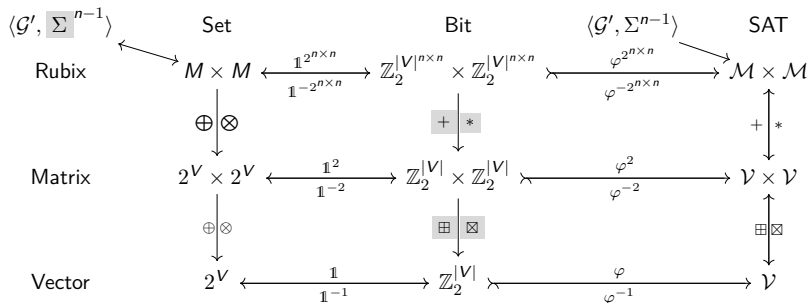 ⟨𝒢′, Σ^{n−1}⟩ Set Bit ⟨𝒢′, Σ^{n−1}⟩ SAT
Rubix M × M 𝟙^{2^{n×n}} 𝟙^{−2^{n×n}} ℤ₂^{|V|^{n×n}} × ℤ₂^{|V|^{n×n}} φ^{2^{n×n}} φ^{−2^{n×n}} ℳ × ℳ
⊕ ⊗ + * + *
Matrix 2^V × 2^V 𝟙² 𝟙^{−2} ℤ₂^{|V|} × ℤ₂^{|V|} φ² φ^{−2} 𝒱 × 𝒱
⊕ ⊗ ⊞ ⊠ ⊞ ⊠
Vector 2^V 𝟙 𝟙^{−1} ℤ₂^{|V|} φ φ^{−1} 𝒱